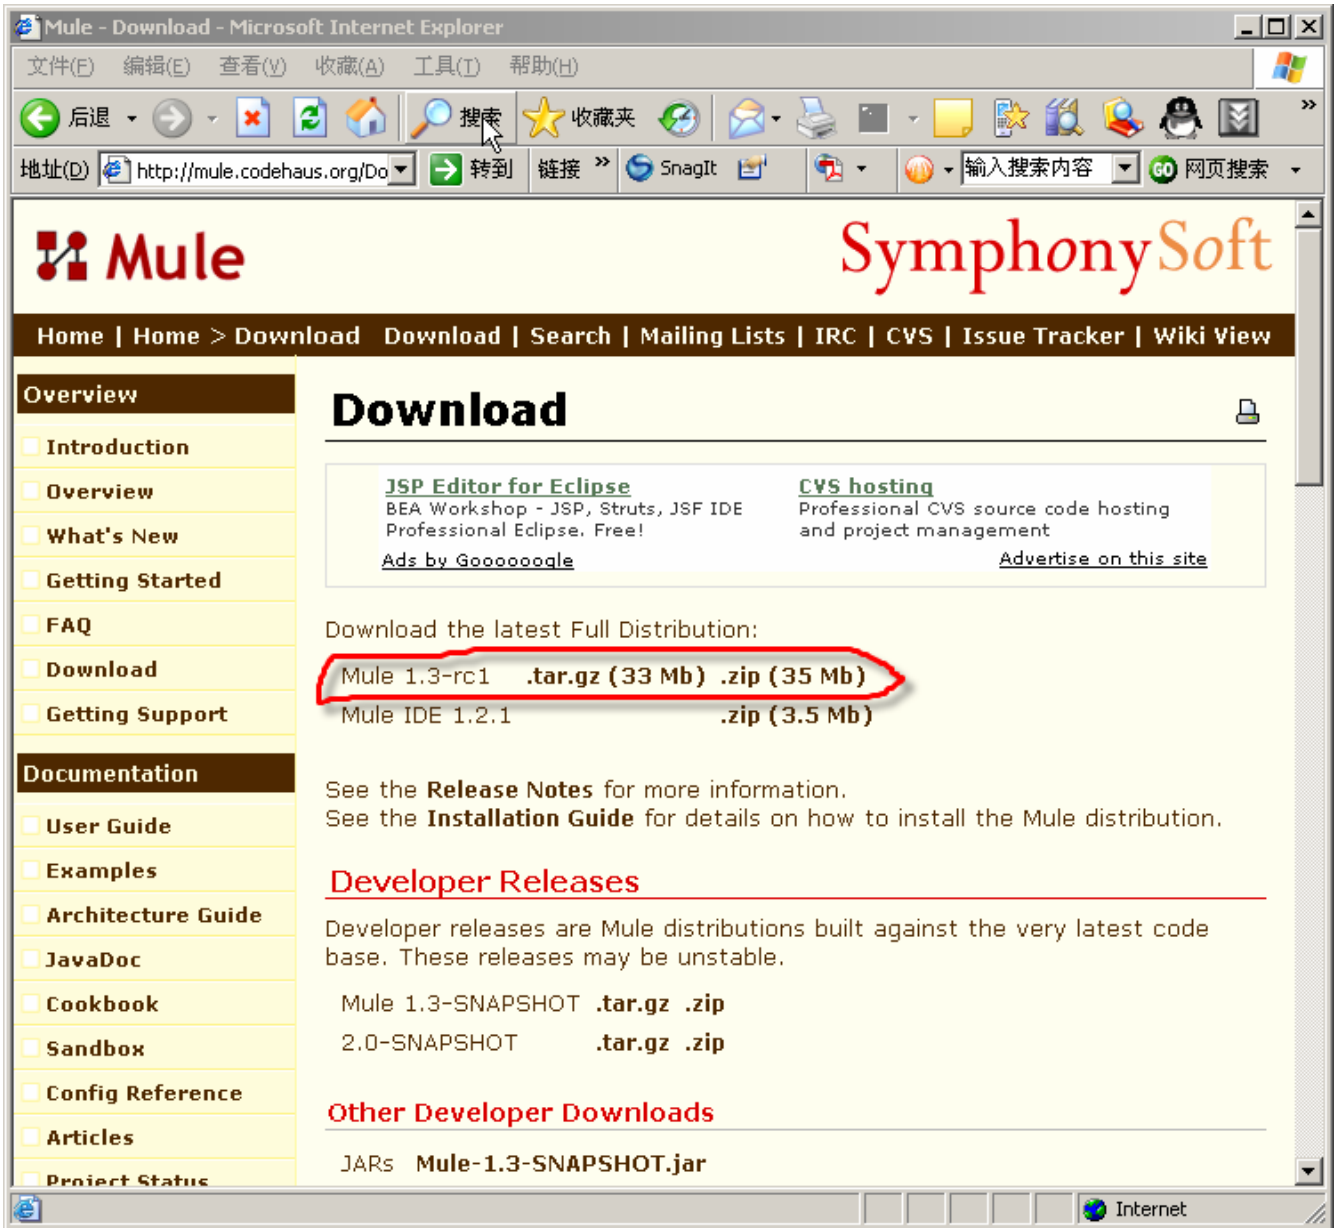 Mule - Download - Microsoft Internet Explorer
文件(F) 编辑(E) 查看(V) 收藏(A) 工具(T) 帮助(H)
后退 搜索 收藏夹 »
地址(D) http://mule.codehaus.org/Do 转到 链接 » SnagIt 输入搜索内容 GO 网页搜索
Mule
SymphonySoft
Home | Home > Download Download | Search | Mailing Lists | IRC | CVS | Issue Tracker | Wiki View
Overview
Introduction
Overview
What's New
Getting Started
FAQ
Download
Getting Support
Documentation
User Guide
Examples
Architecture Guide
JavaDoc
Cookbook
Sandbox
Config Reference
Articles
Project Status
Download
JSP Editor for Eclipse
BEA Workshop - JSP, Struts, JSF IDE
Professional Eclipse. Free!
CVS hosting
Professional CVS source code hosting
and project management
Ads by Goooooogle
Advertise on this site
Download the latest Full Distribution:
Mule 1.3-rc1 .tar.gz (33 Mb) .zip (35 Mb)
Mule IDE 1.2.1 .zip (3.5 Mb)
See the Release Notes for more information.
See the Installation Guide for details on how to install the Mule distribution.
Developer Releases
Developer releases are Mule distributions built against the very latest code
base. These releases may be unstable.
Mule 1.3-SNAPSHOT .tar.gz .zip
2.0-SNAPSHOT .tar.gz .zip
Other Developer Downloads
JARs Mule-1.3-SNAPSHOT.jar
Internet